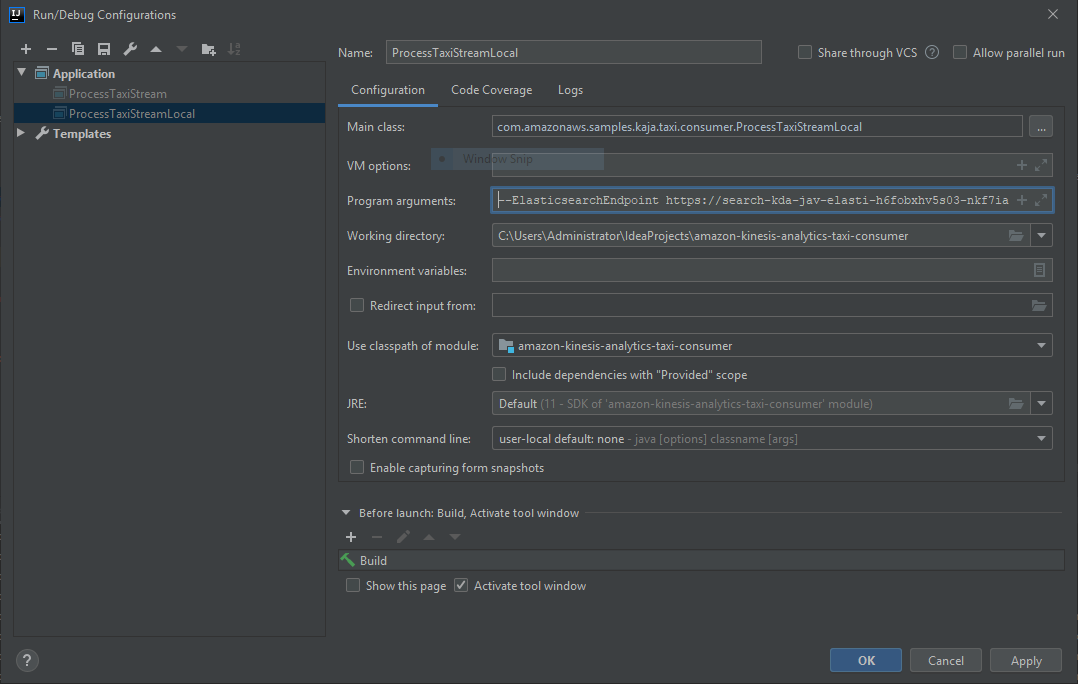 IJ
Run/Debug Configurations
Name: ProcessTaxiStreamLocal Share through VCS ? Allow parallel run
Application
ProcessTaxiStream
ProcessTaxiStreamLocal
Templates
Configuration Code Coverage Logs
Main class: com.amazonaws.samples.kaja.taxi.consumer.ProcessTaxiStreamLocal ...
Window Snip
VM options:
Program arguments: --ElasticsearchEndpoint https://search-kda-jav-elasti-h6fobxhv5s03-nkf7ia
Working directory: C:\Users\Administrator\IdeaProjects\amazon-kinesis-analytics-taxi-consumer
Environment variables:
Redirect input from:
Use classpath of module: amazon-kinesis-analytics-taxi-consumer
Include dependencies with "Provided" scope
JRE: Default (11 - SDK of 'amazon-kinesis-analytics-taxi-consumer' module)
Shorten command line: user-local default: none - java [options] classname [args]
Enable capturing form snapshots
Before launch: Build, Activate tool window
Build
Show this page Activate tool window
? OK Cancel Apply